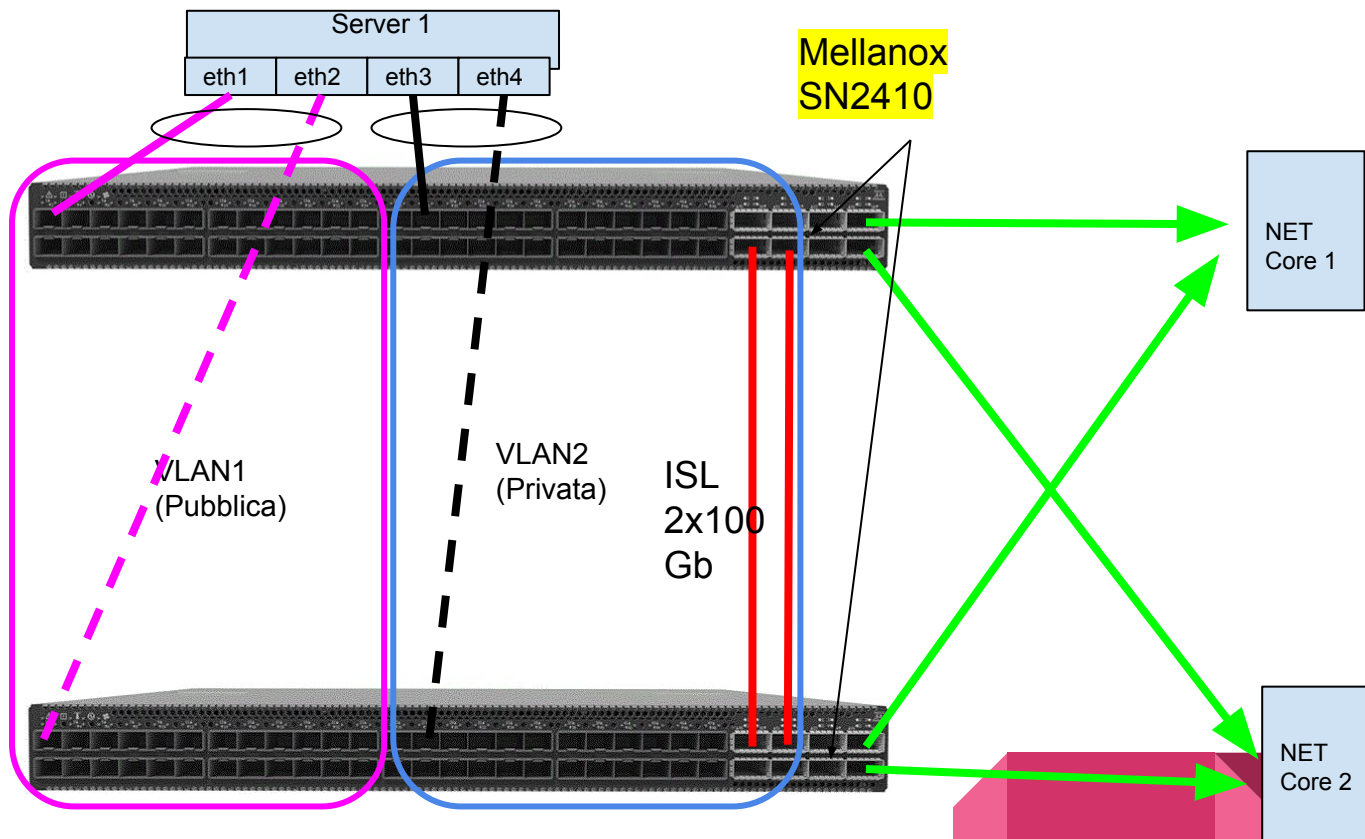 Server 1
eth1
eth2
eth3
eth4
Mellanox
SN2410
NET
Core 1
VLAN1
(Pubblica)
VLAN2
(Privata)
ISL
2x100
Gb
NET
Core 2